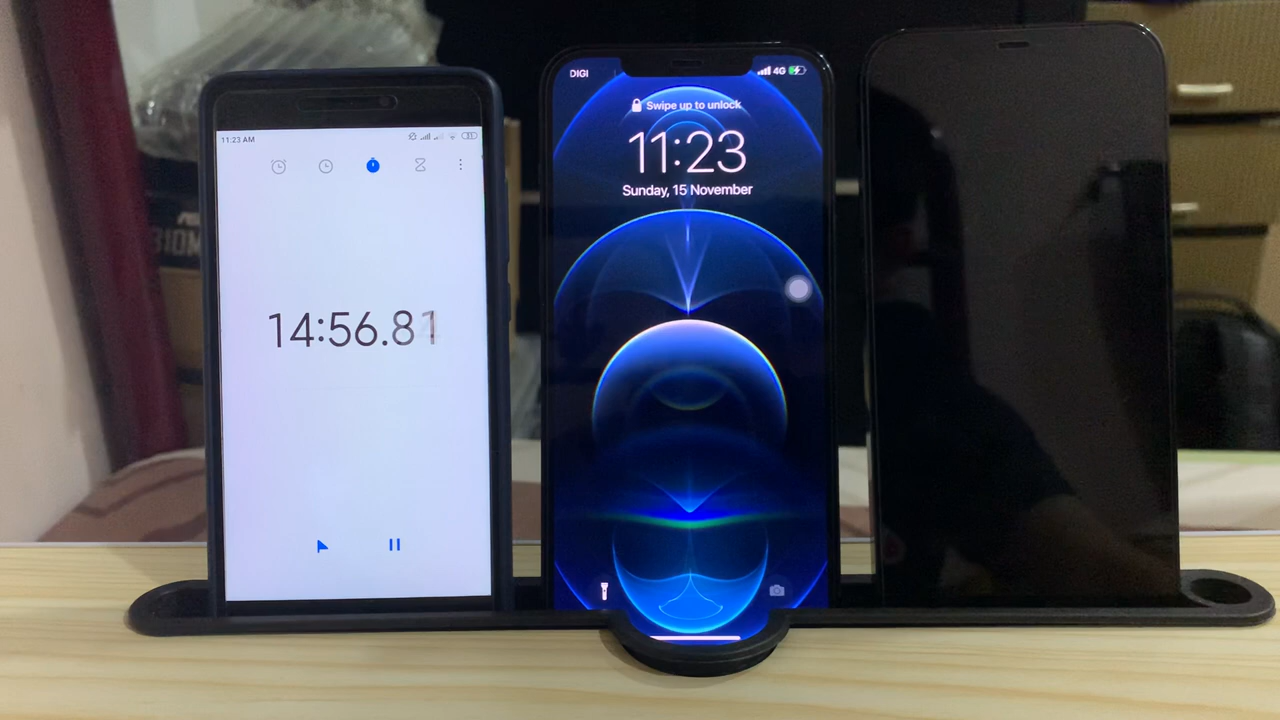 11:23 AM
14:56.81
DIGI
4G
Swipe up to unlock
11:23
Sunday, 15 November